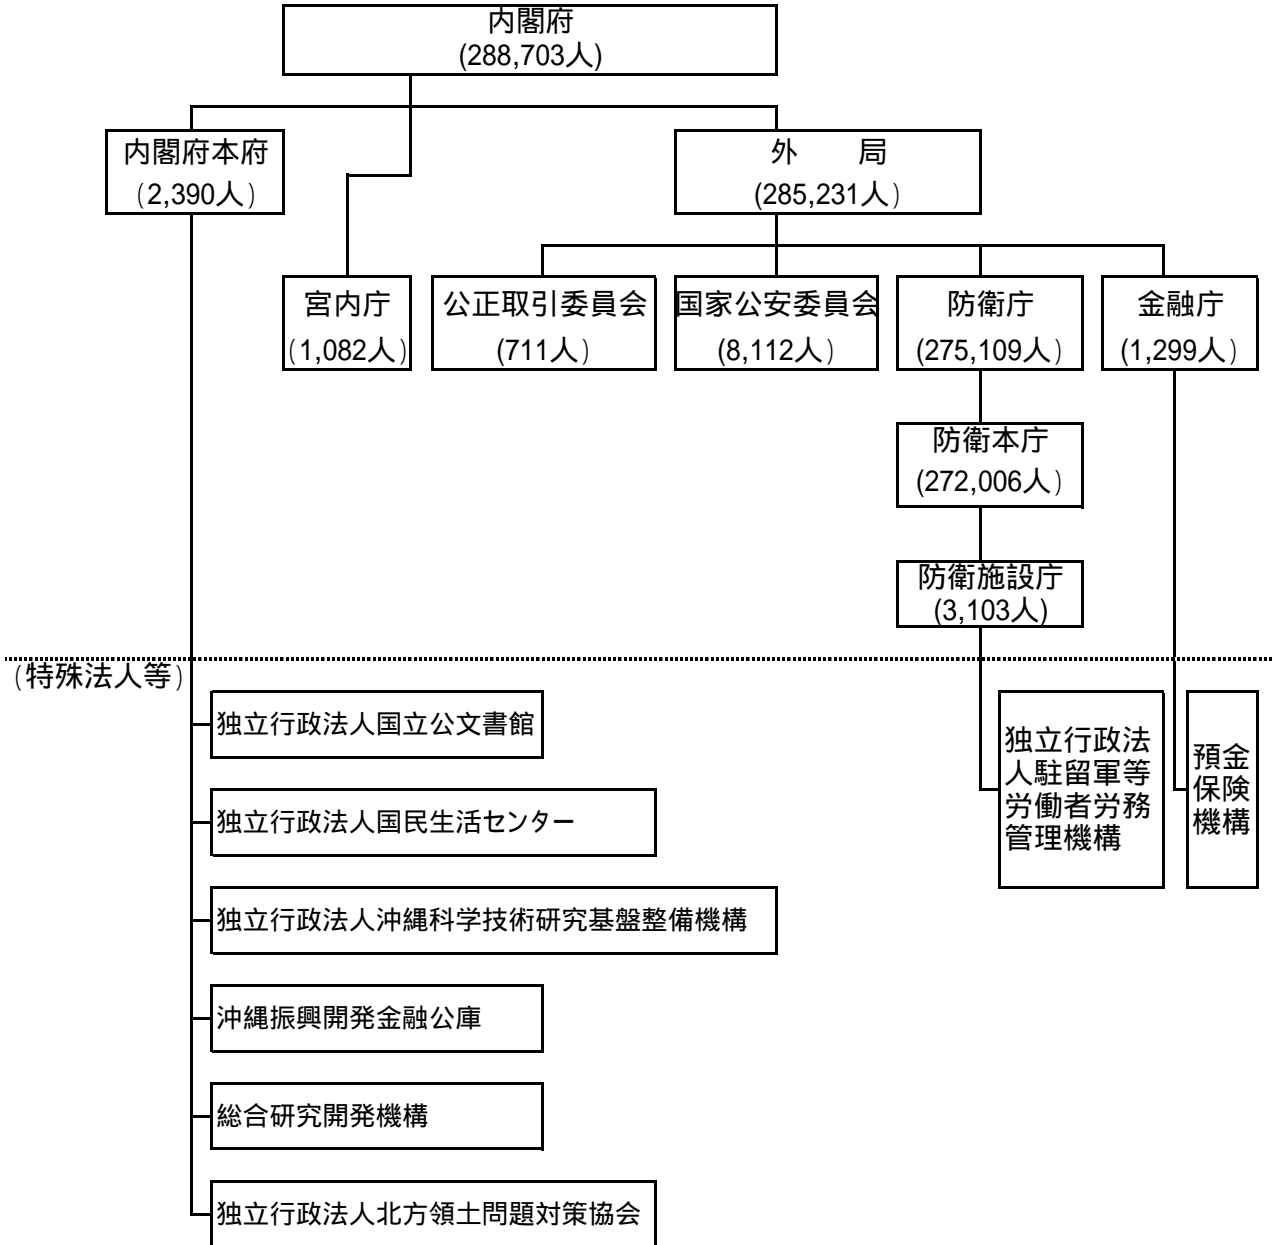 内閣府
(288,703人)
内閣府本府
(2,390人)
外　　局
(285,231人)
宮内庁
(1,082人)
公正取引委員会
(711人)
国家公安委員会
(8,112人)
防衛庁
(275,109人)
金融庁
(1,299人)
防衛本庁
(272,006人)
防衛施設庁
(3,103人)
(特殊法人等)
独立行政法人国立公文書館
独立行政法人国民生活センター
独立行政法人沖縄科学技術研究基盤整備機構
沖縄振興開発金融公庫
総合研究開発機構
独立行政法人北方領土問題対策協会
独立行政法
人駐留軍等
労働者労務
管理機構
預金
保険
機構